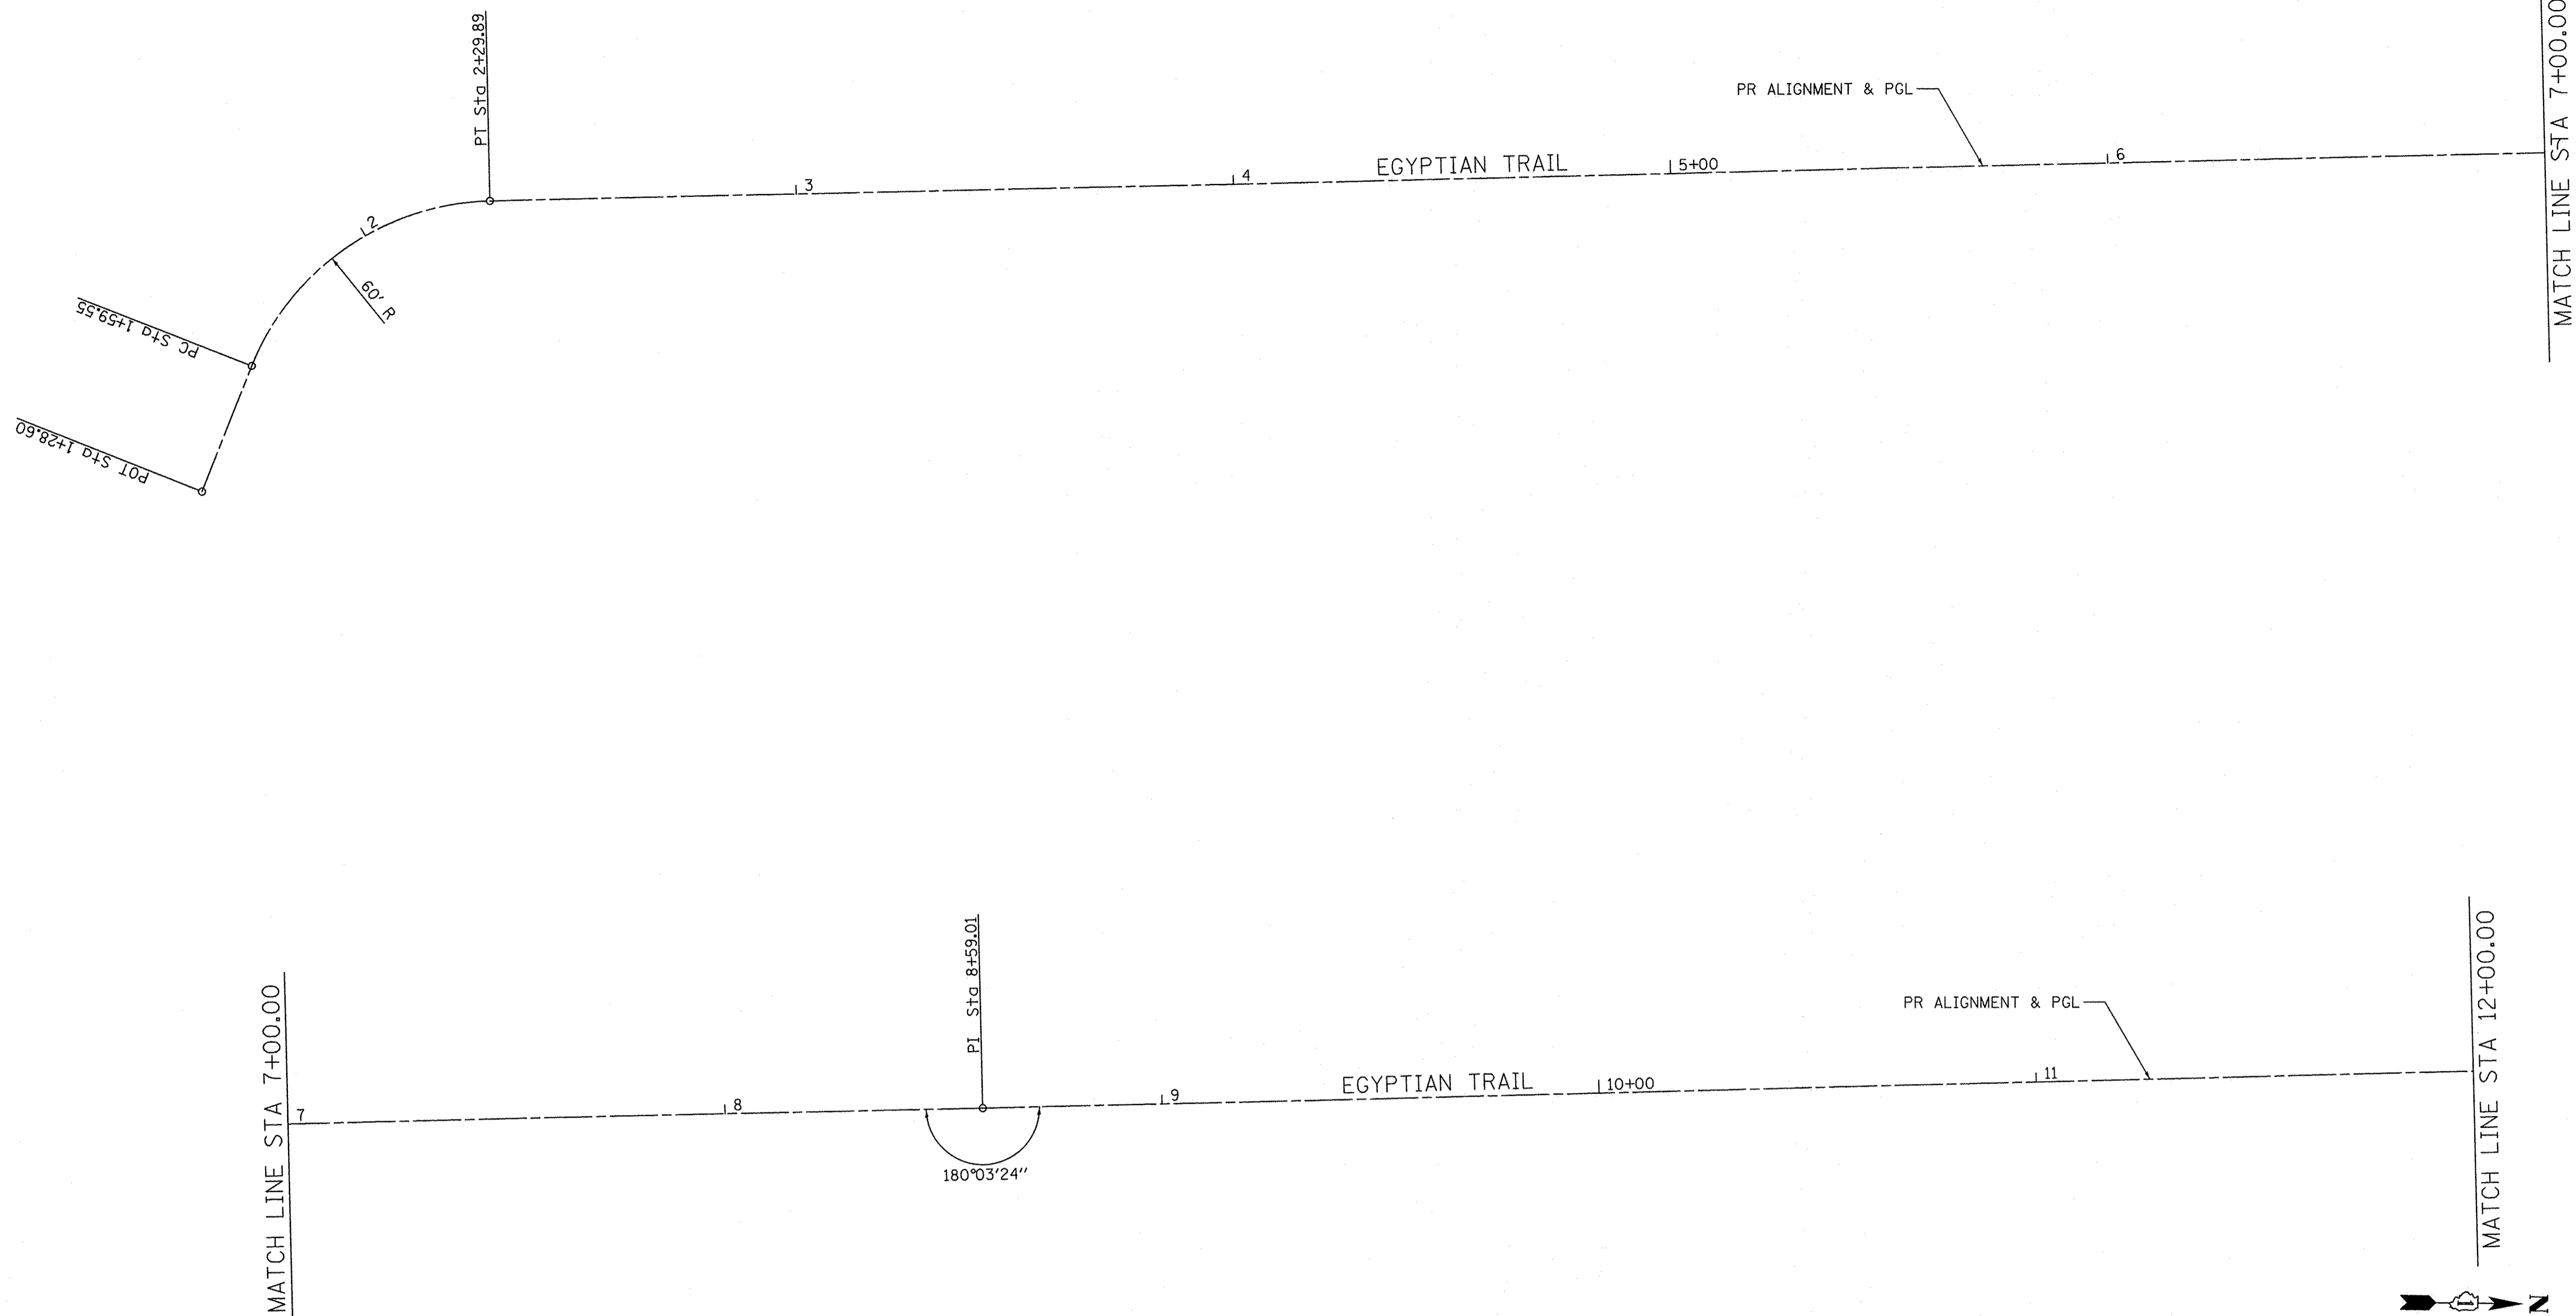 PT Sta 2+29.89
MATCH LINE STA 7+00.00
PR ALIGNMENT & PGL
EGYPTIAN TRAIL
2
3
4
5+00
6
60' R
PC Sta 1+59.55
POT Sta 1+28.60
MATCH LINE STA 7+00.00
PI Sta 8+59.01
MATCH LINE STA 12+00.00
PR ALIGNMENT & PGL
EGYPTIAN TRAIL
7
8
9
10+00
11
180°03'24"
N